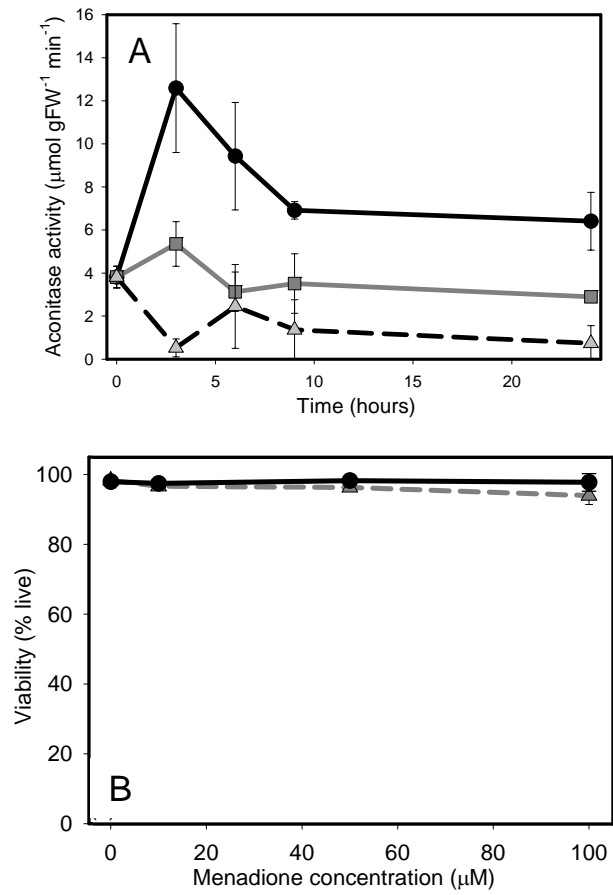 A
Aconitase activity (μmol gFW⁻¹ min⁻¹)
16
14
12
10
8
6
4
2
0
0 5 10 15 20
Time (hours)
B
Viability (% live)
100
80
60
40
20
0
0 20 40 60 80 100
Menadione concentration (μM)